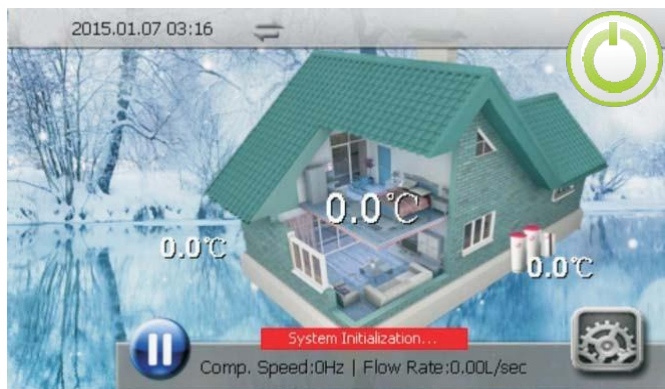 2015.01.07 03:16
0.0℃
0.0℃
0.0℃
System Initialization...
Comp. Speed:0Hz | Flow Rate:0.00L/sec